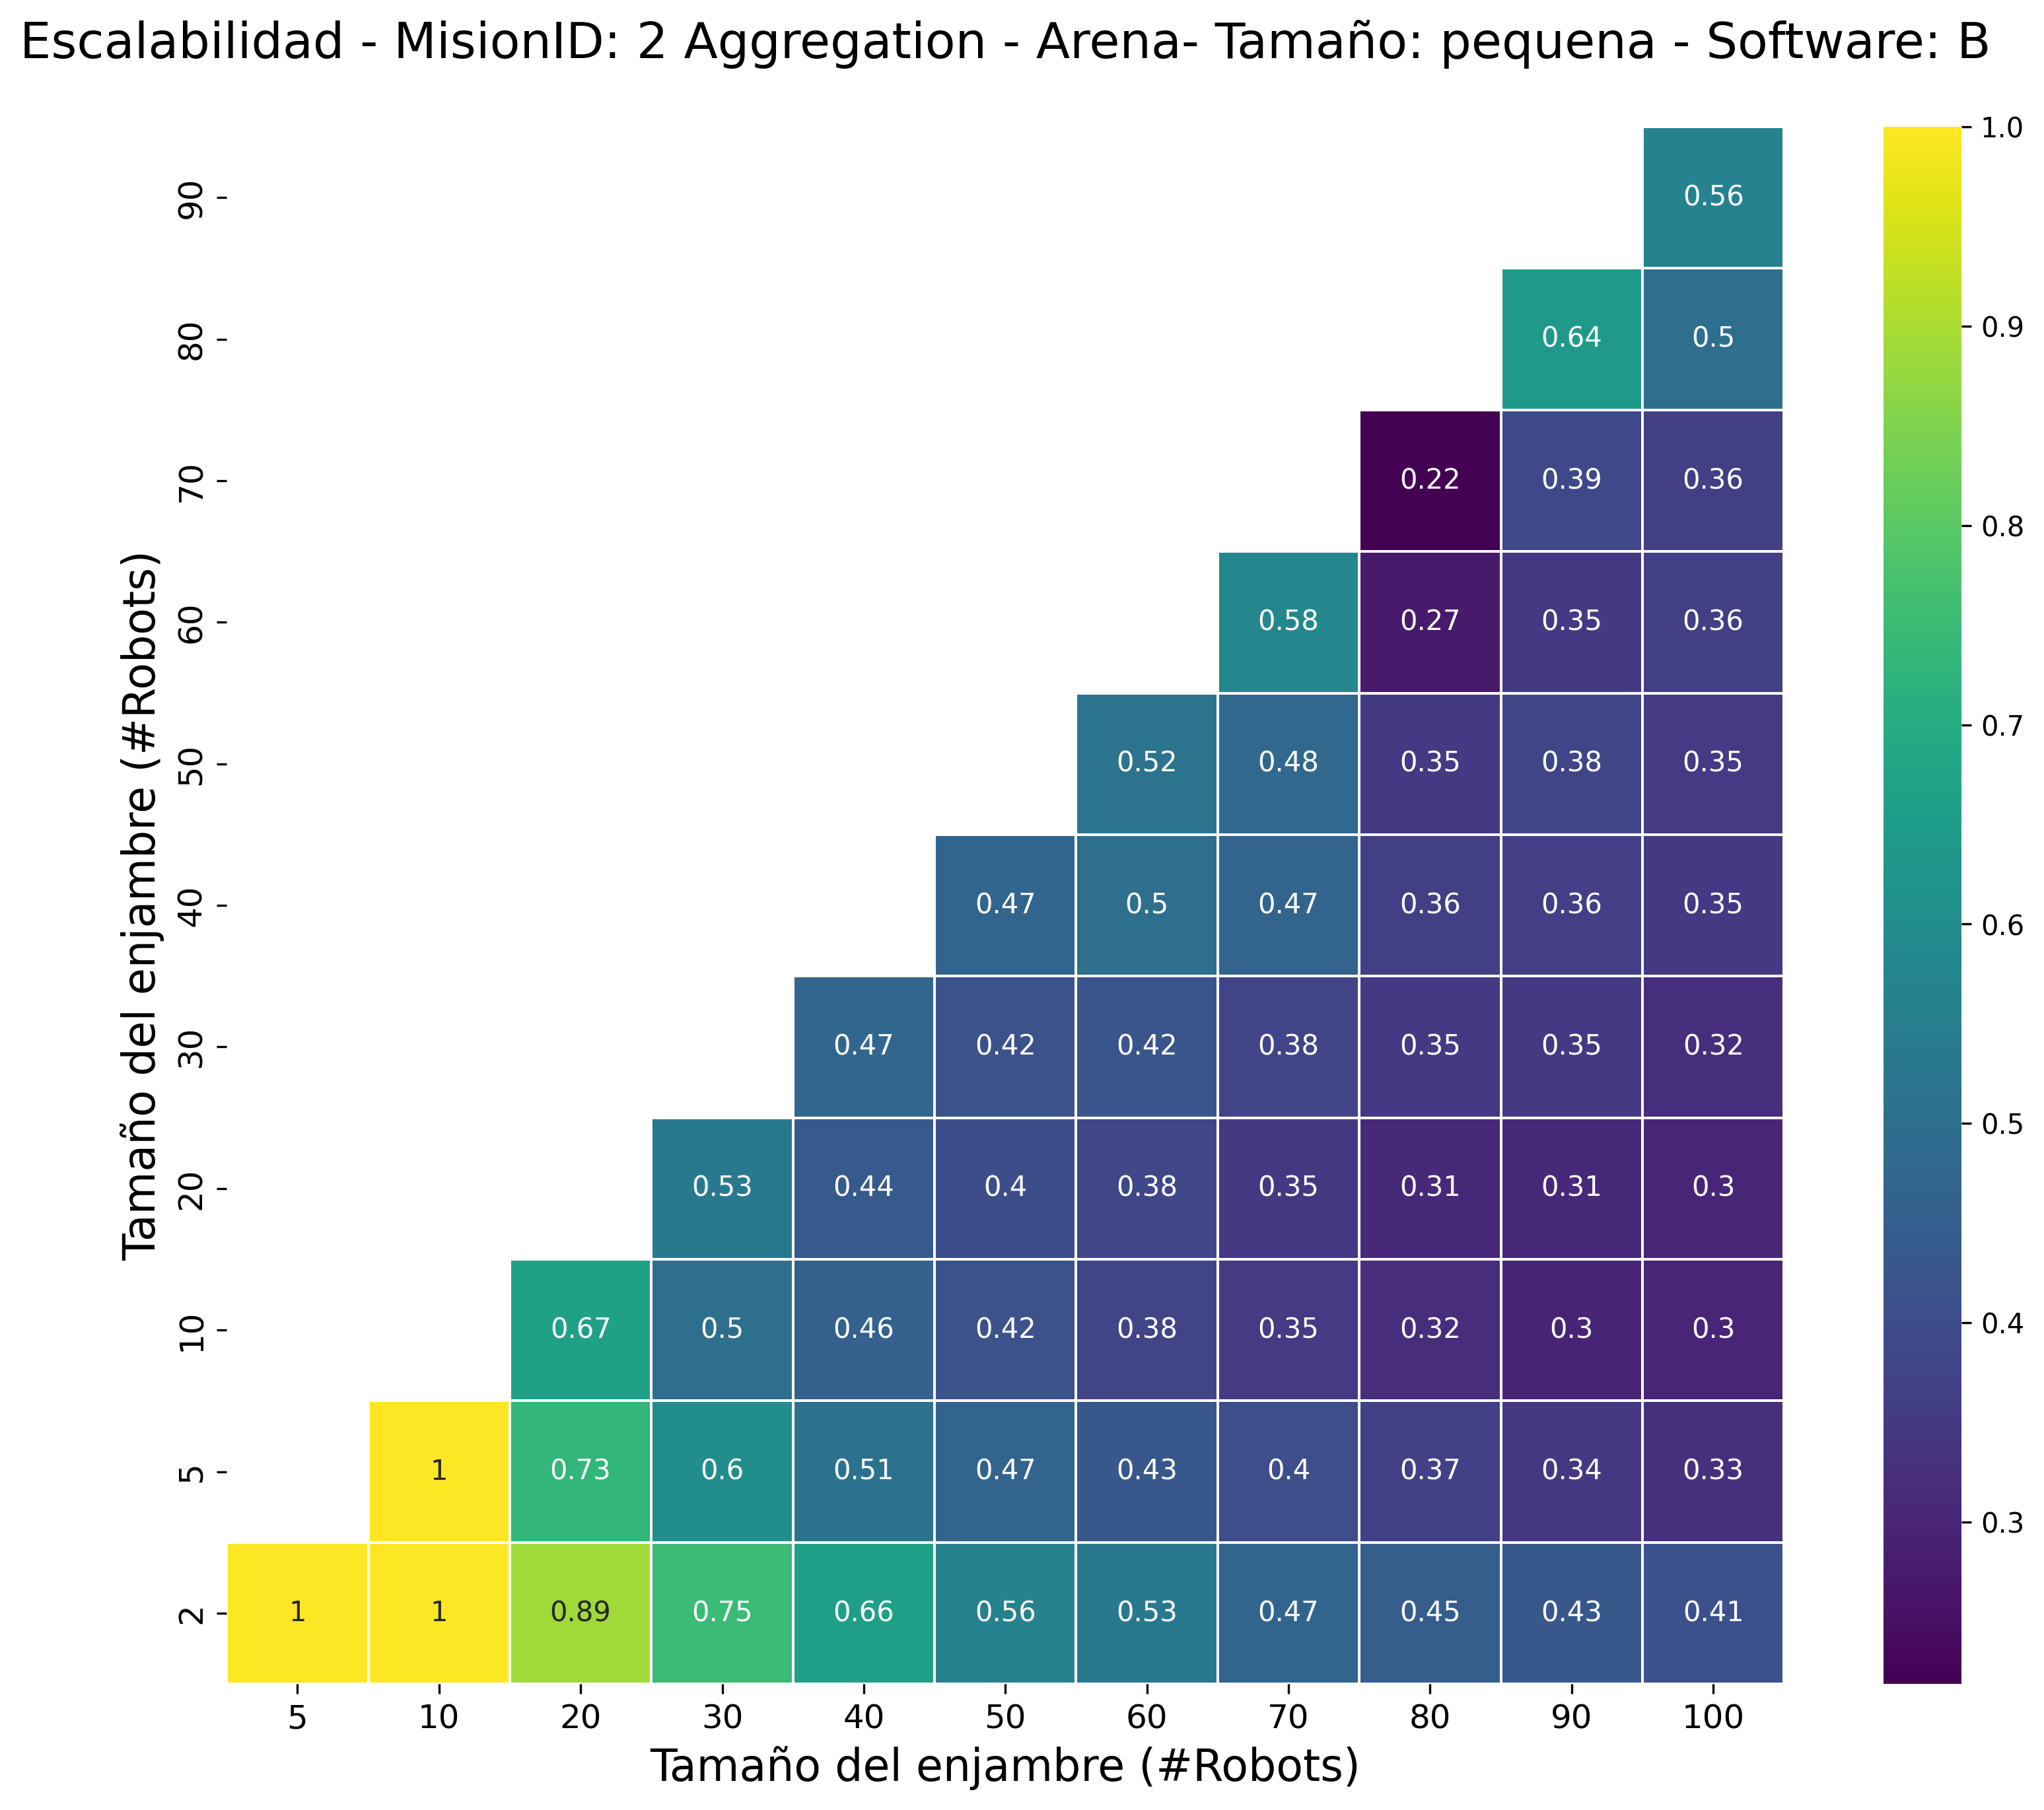 Escalabilidad - MisionID: 2 Aggregation - Arena- Tamaño: pequena - Software: B
Tamaño del enjambre (#Robots)
90 0.56
80 0.64 0.5
70 0.22 0.39 0.36
60 0.58 0.27 0.35 0.36
50 0.52 0.48 0.35 0.38 0.35
40 0.47 0.5 0.47 0.36 0.36 0.35
30 0.47 0.42 0.42 0.38 0.35 0.35 0.32
20 0.53 0.44 0.4 0.38 0.35 0.31 0.31 0.3
10 0.67 0.5 0.46 0.42 0.38 0.35 0.32 0.3 0.3
5 1 0.73 0.6 0.51 0.47 0.43 0.4 0.37 0.34 0.33
2 1 1 0.89 0.75 0.66 0.56 0.53 0.47 0.45 0.43 0.41
5 10 20 30 40 50 60 70 80 90 100
Tamaño del enjambre (#Robots)
1.0
0.9
0.8
0.7
0.6
0.5
0.4
0.3